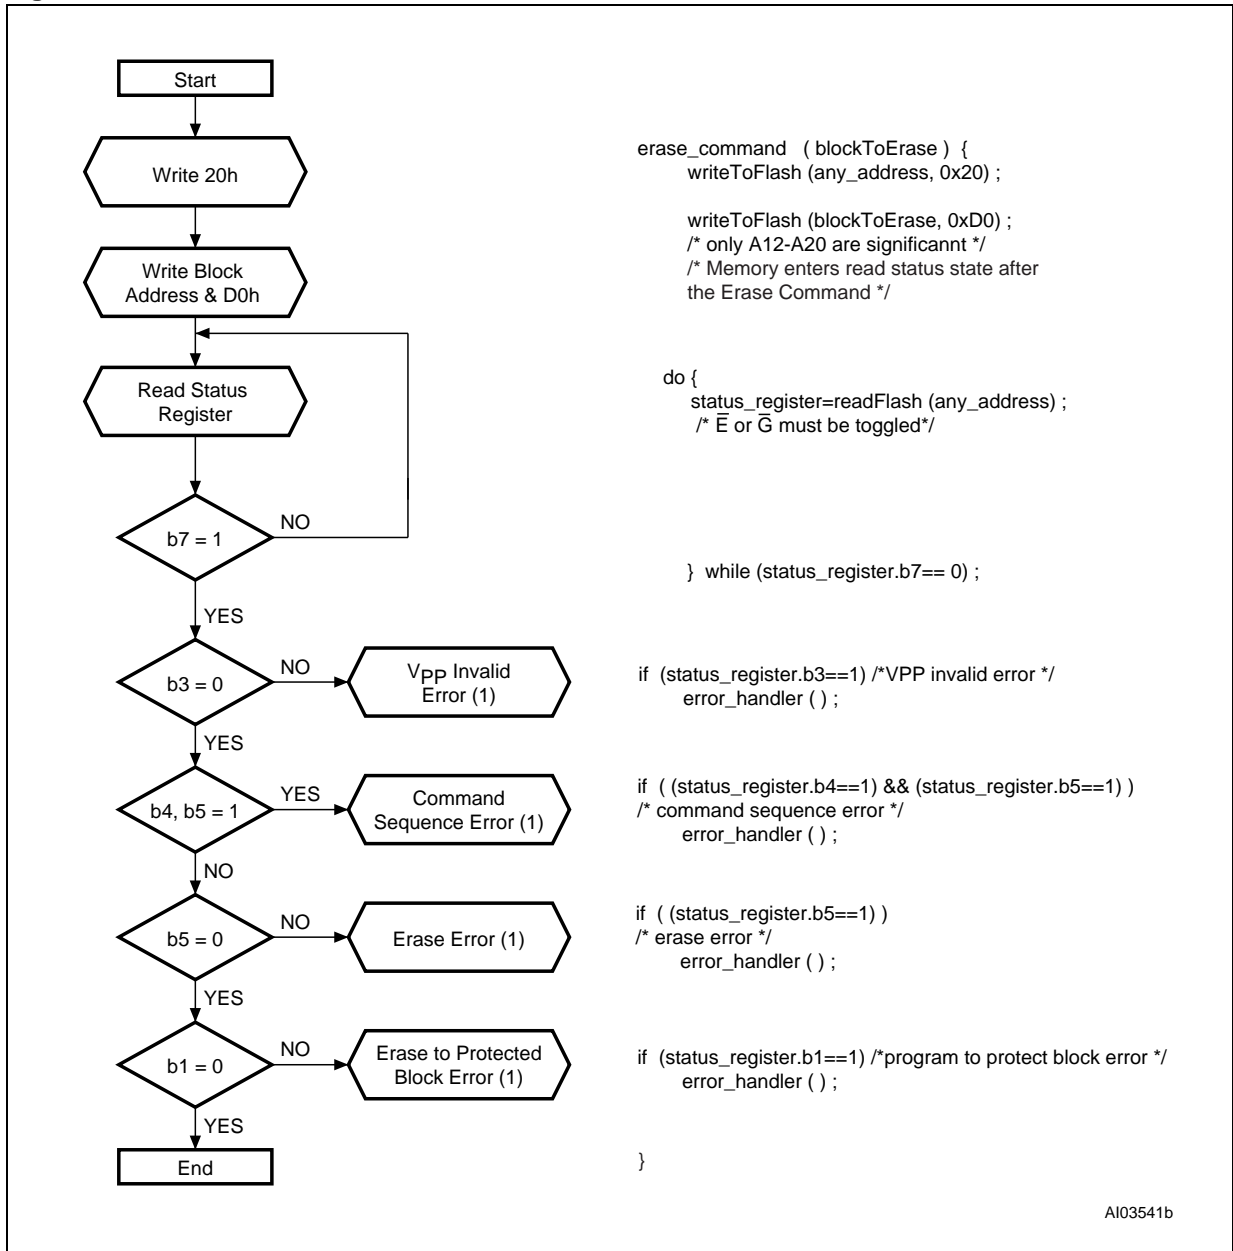 Start
Write 20h
Write Block
Address & D0h
Read Status
Register
b7 = 1
NO
YES
b3 = 0
NO
VPP Invalid
Error (1)
YES
b4, b5 = 1
YES
Command
Sequence Error (1)
NO
b5 = 0
NO
Erase Error (1)
YES
b1 = 0
NO
Erase to Protected
Block Error (1)
YES
End
erase_command ( blockToErase ) {
writeToFlash (any_address, 0x20) ;
writeToFlash (blockToErase, 0xD0) ;
/* only A12-A20 are significannt */
/* Memory enters read status state after
the Erase Command */
do {
status_register=readFlash (any_address) ;
/* E̅ or G̅ must be toggled*/
} while (status_register.b7== 0) ;
if (status_register.b3==1) /*VPP invalid error */
error_handler ( ) ;
if ( (status_register.b4==1) && (status_register.b5==1) )
/* command sequence error */
error_handler ( ) ;
if ( (status_register.b5==1) )
/* erase error */
error_handler ( ) ;
if (status_register.b1==1) /*program to protect block error */
error_handler ( ) ;
}
AI03541b